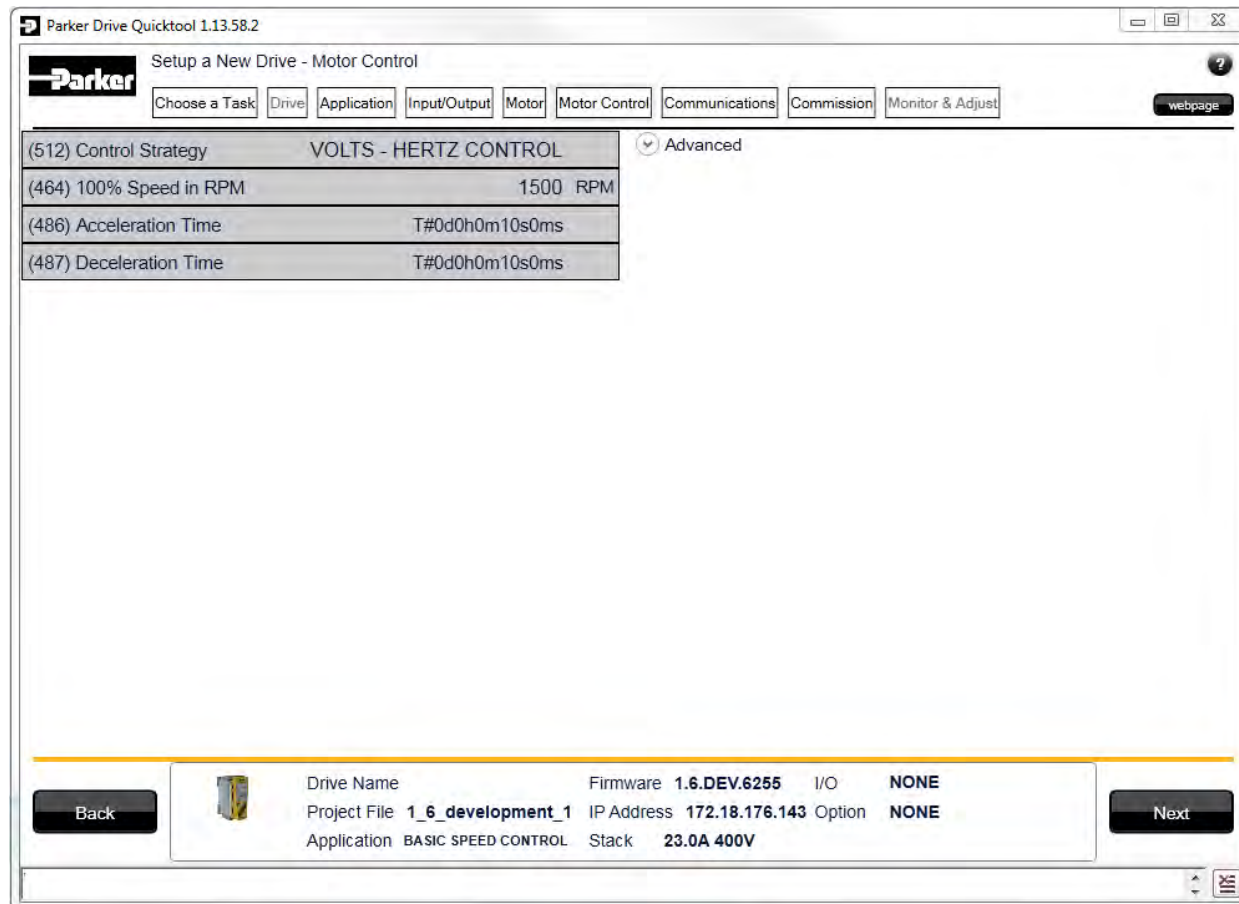 Parker Drive Quicktool 1.13.58.2
Parker
Setup a New Drive - Motor Control
?
Choose a Task Drive Application Input/Output Motor Motor Control Communications Commission Monitor & Adjust
webpage
(512) Control Strategy VOLTS - HERTZ CONTROL
Advanced
(464) 100% Speed in RPM 1500 RPM
(486) Acceleration Time T#0d0h0m10s0ms
(487) Deceleration Time T#0d0h0m10s0ms
Back
Drive Name Firmware 1.6.DEV.6255 I/O NONE
Project File 1_6_development_1 IP Address 172.18.176.143 Option NONE
Application BASIC SPEED CONTROL Stack 23.0A 400V
Next